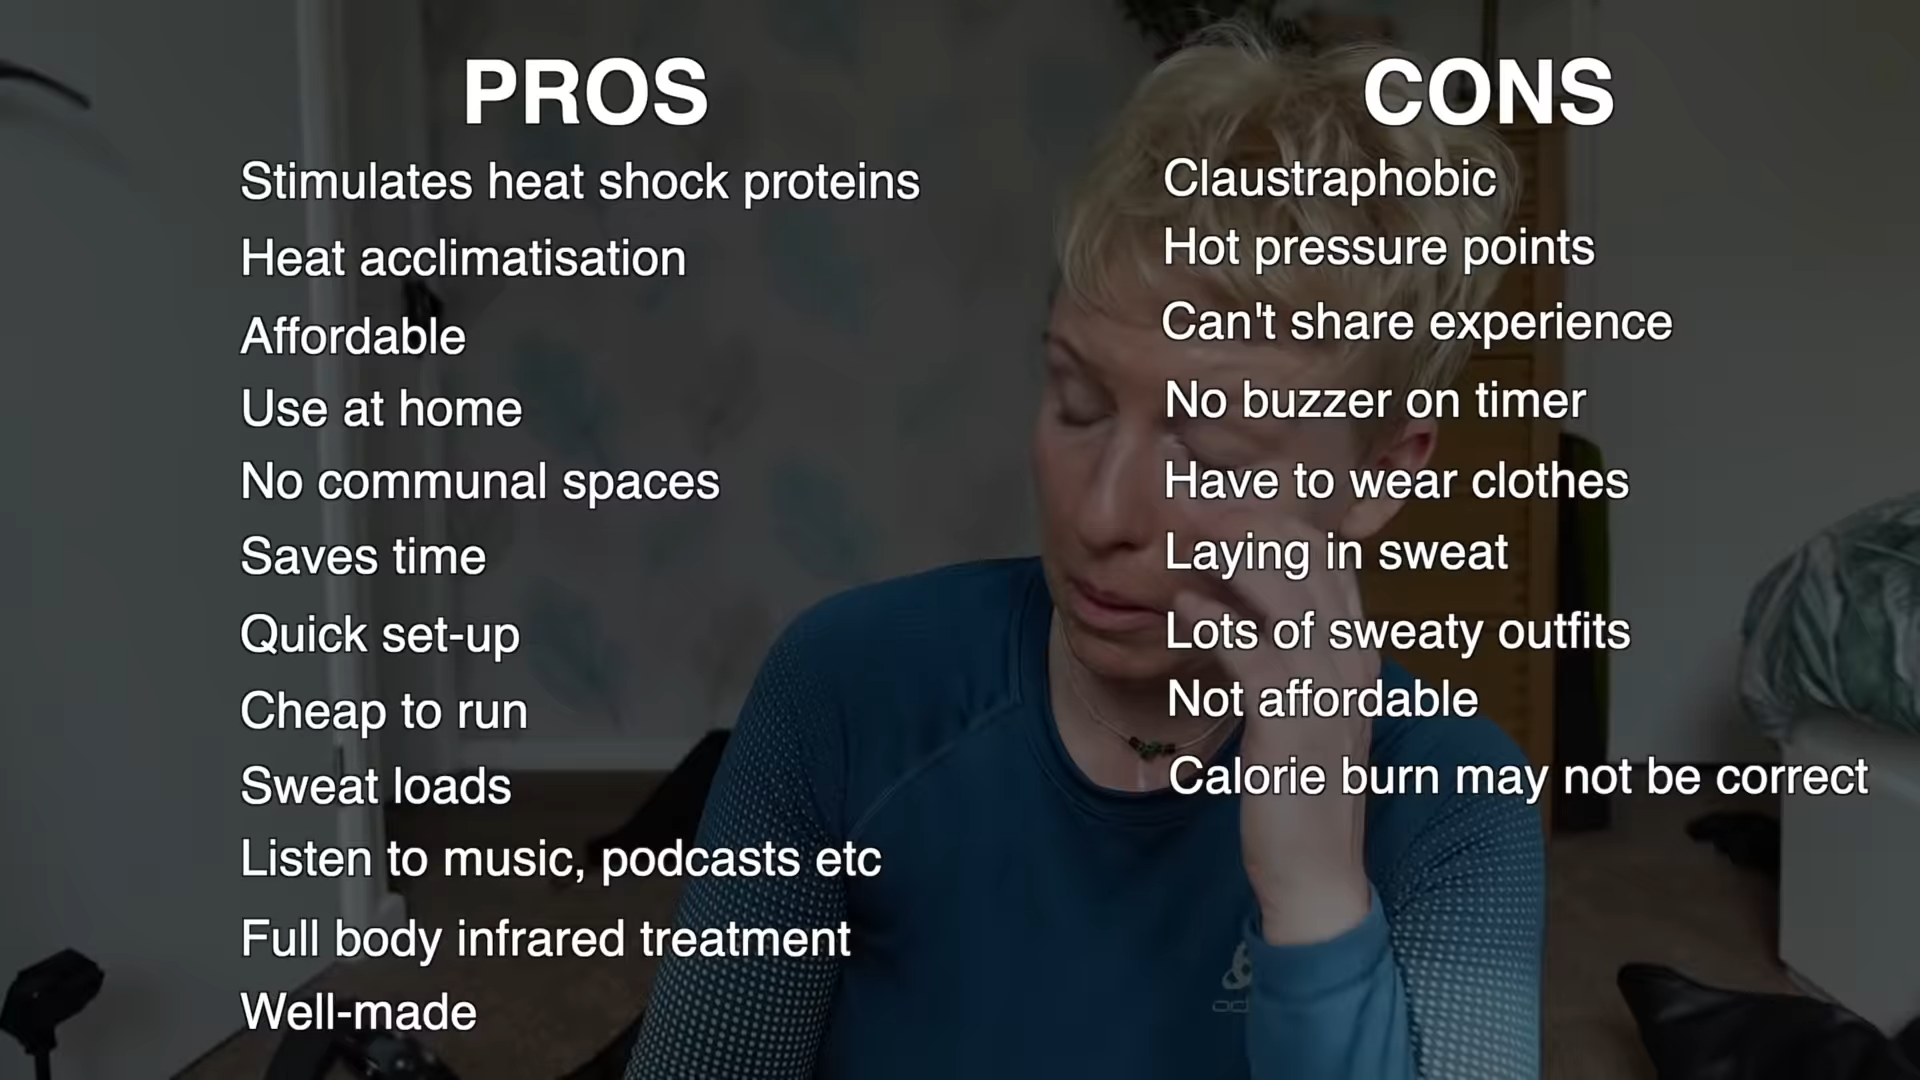 PROS
Stimulates heat shock proteins
Heat acclimatisation
Affordable
Use at home
No communal spaces
Saves time
Quick set-up
Cheap to run
Sweat loads
Listen to music, podcasts etc
Full body infrared treatment
Well-made
CONS
Claustraphobic
Hot pressure points
Can't share experience
No buzzer on timer
Have to wear clothes
Laying in sweat
Lots of sweaty outfits
Not affordable
Calorie burn may not be correct